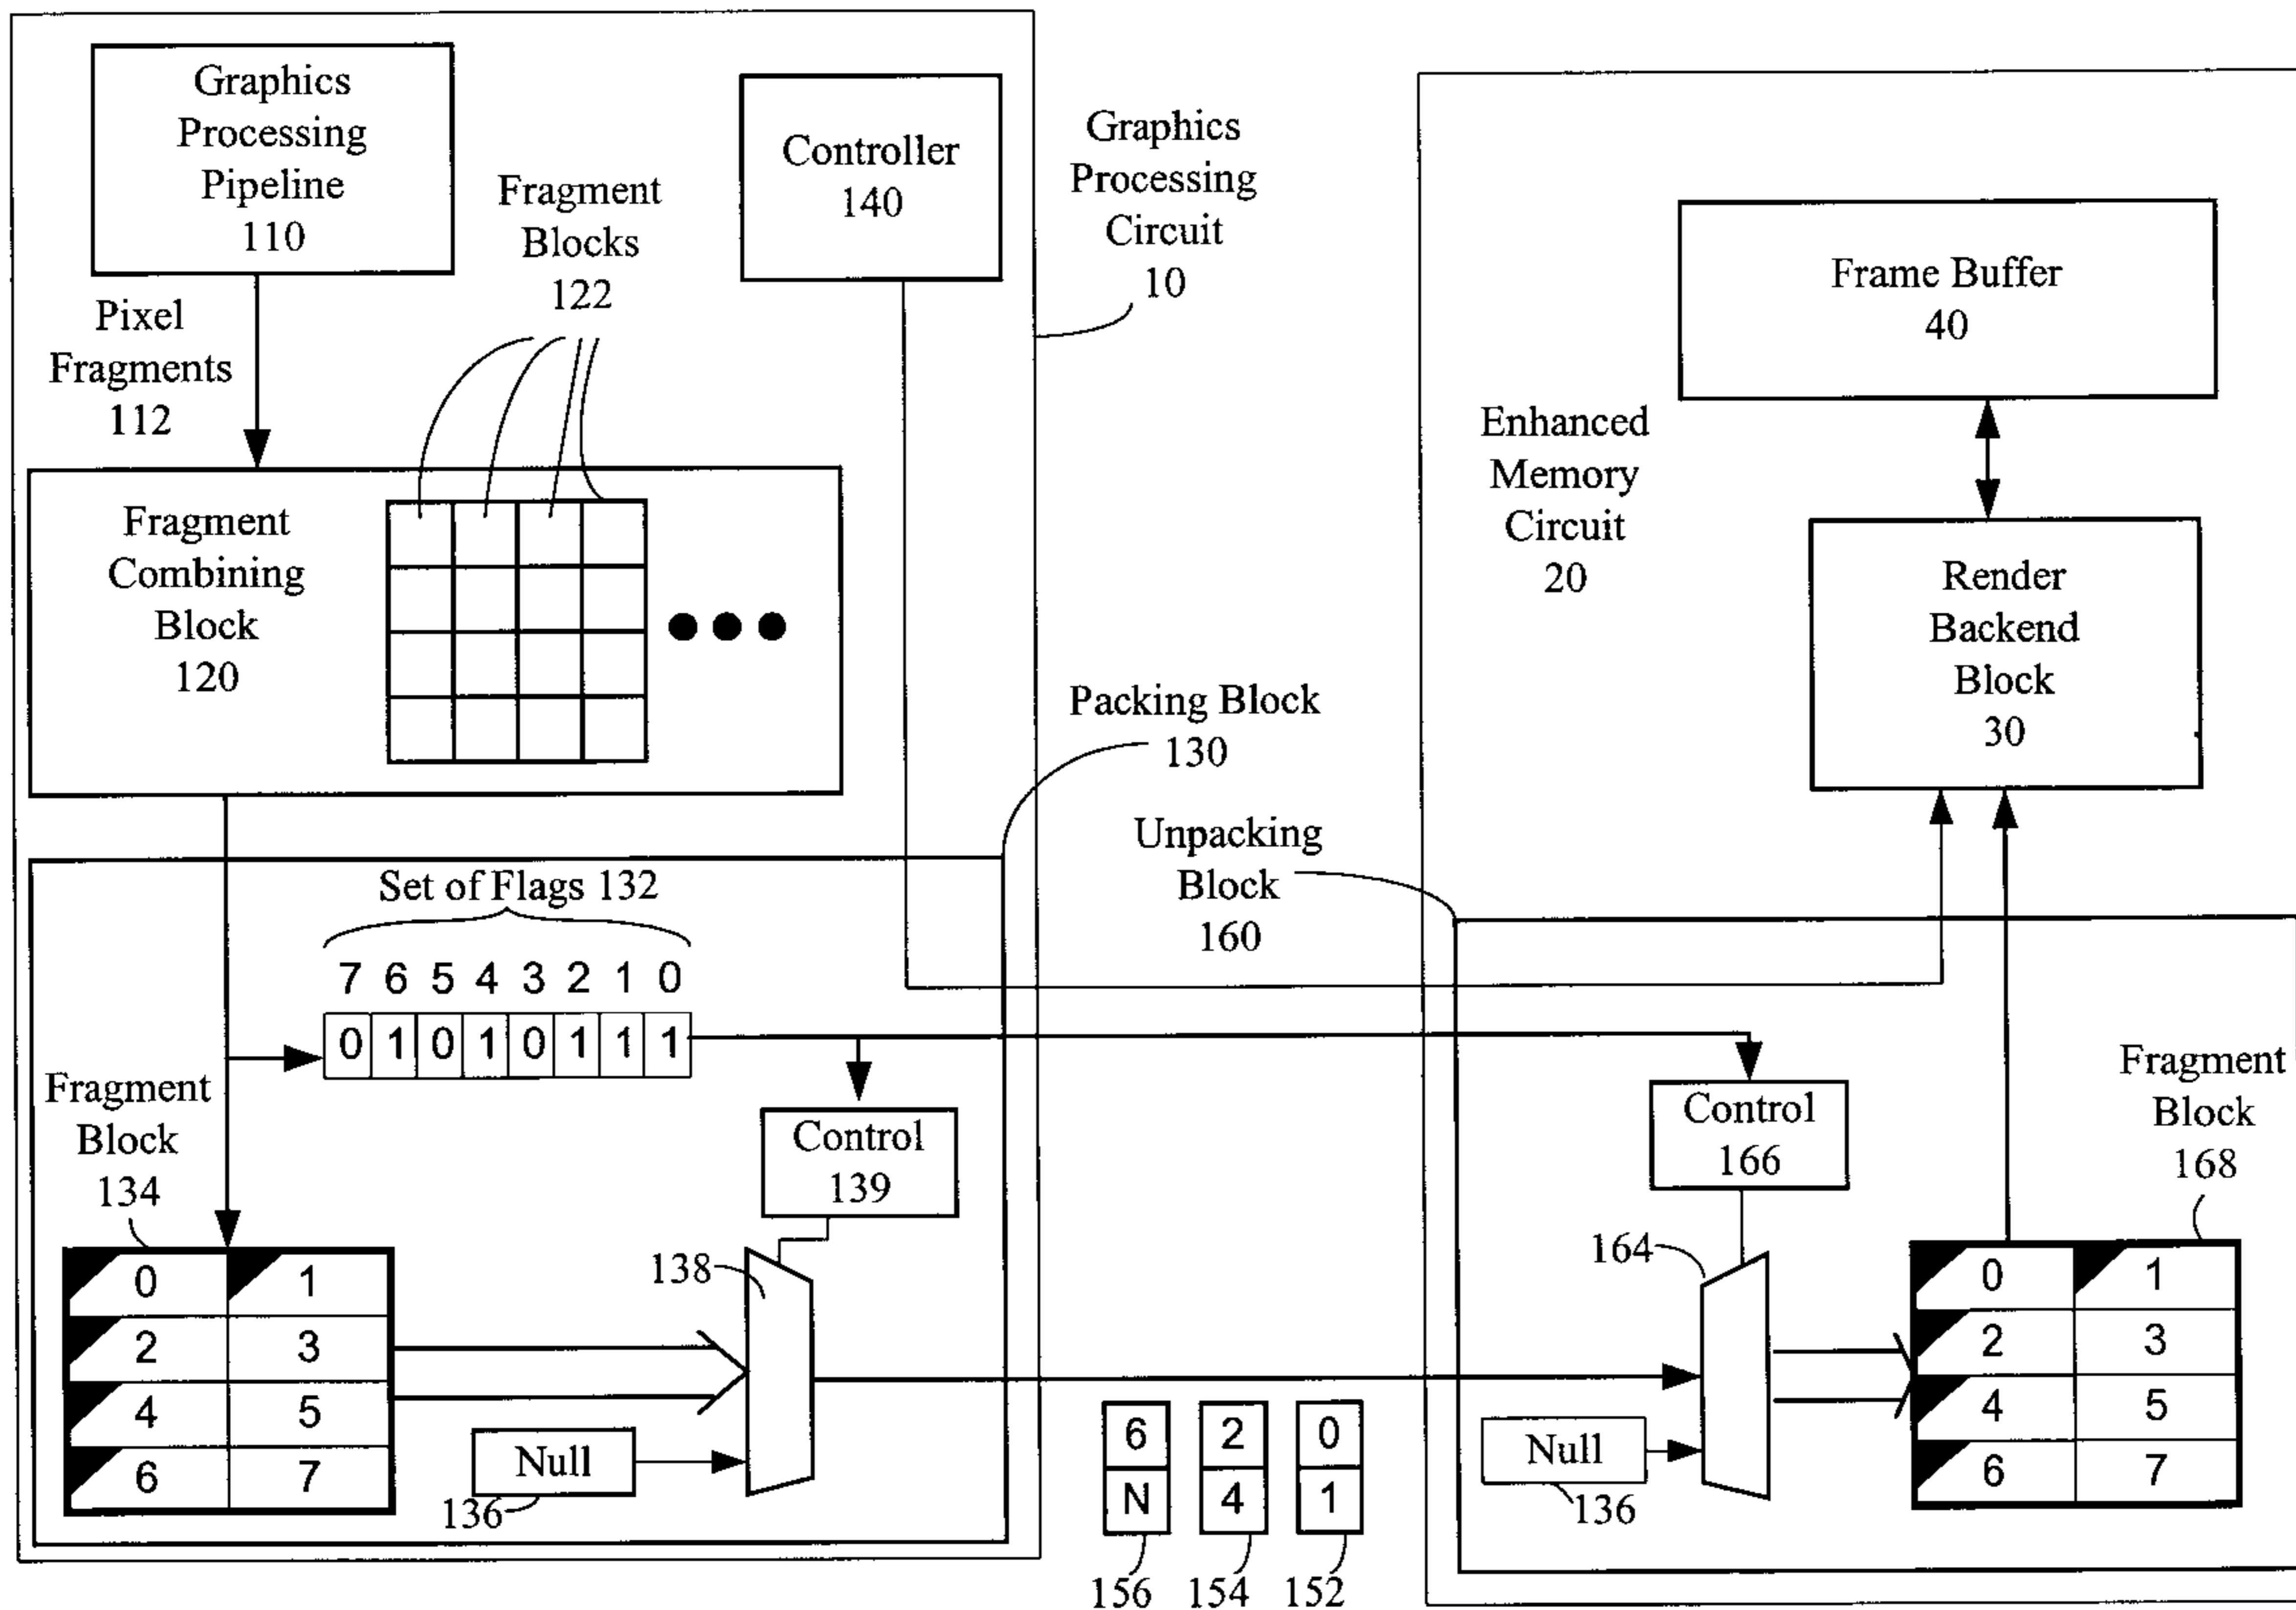 Graphics
Processing
Pipeline
110
Controller
140
Graphics
Processing
Circuit
10
Fragment
Blocks
122
Pixel
Fragments
112
Frame Buffer
40
Enhanced
Memory
Circuit
20
Fragment
Combining
Block
120
Render
Backend
Block
30
Packing Block
130
Unpacking
Block
160
Set of Flags 132
7 6 5 4 3 2 1 0
0 1 0 1 0 1 1 1
Fragment
Block
134
Control
139
Control
166
Fragment
Block
168
0 1
2 3
4 5
6 7
138
Null
136
6 2 0
N 4 1
156 154 152
164
Null
136
0 1
2 3
4 5
6 7